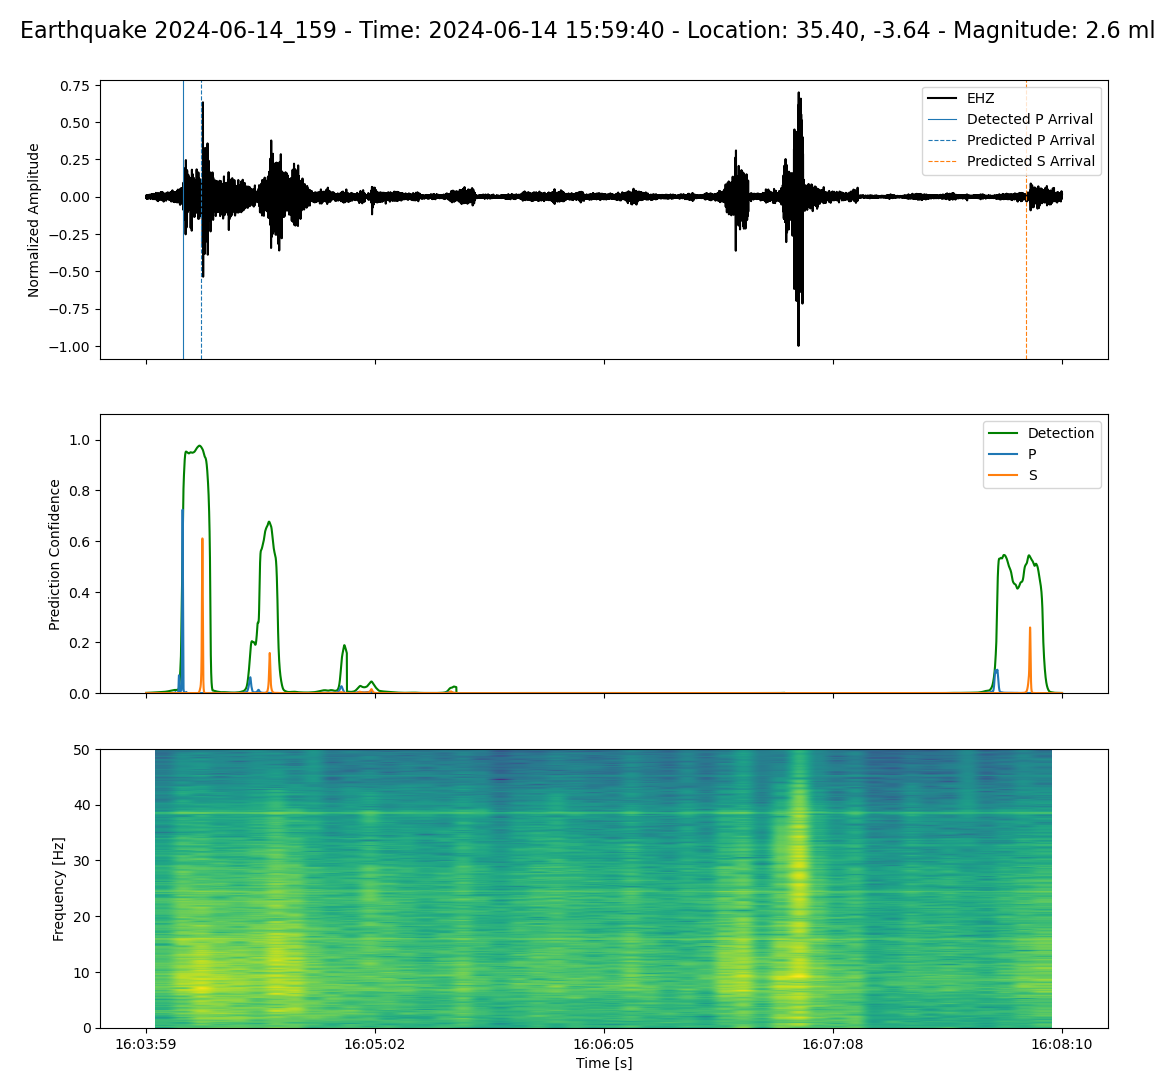 Earthquake 2024-06-14_159 - Time: 2024-06-14 15:59:40 - Location: 35.40, -3.64 - Magnitude: 2.6 ml
Normalized Amplitude
0.75
0.50
0.25
0.00
−0.25
−0.50
−0.75
−1.00
EHZ
Detected P Arrival
Predicted P Arrival
Predicted S Arrival
Prediction Confidence
1.0
0.8
0.6
0.4
0.2
0.0
Detection
P
S
Frequency [Hz]
50
40
30
20
10
0
16:03:59 16:05:02 16:06:05 16:07:08 16:08:10
Time [s]